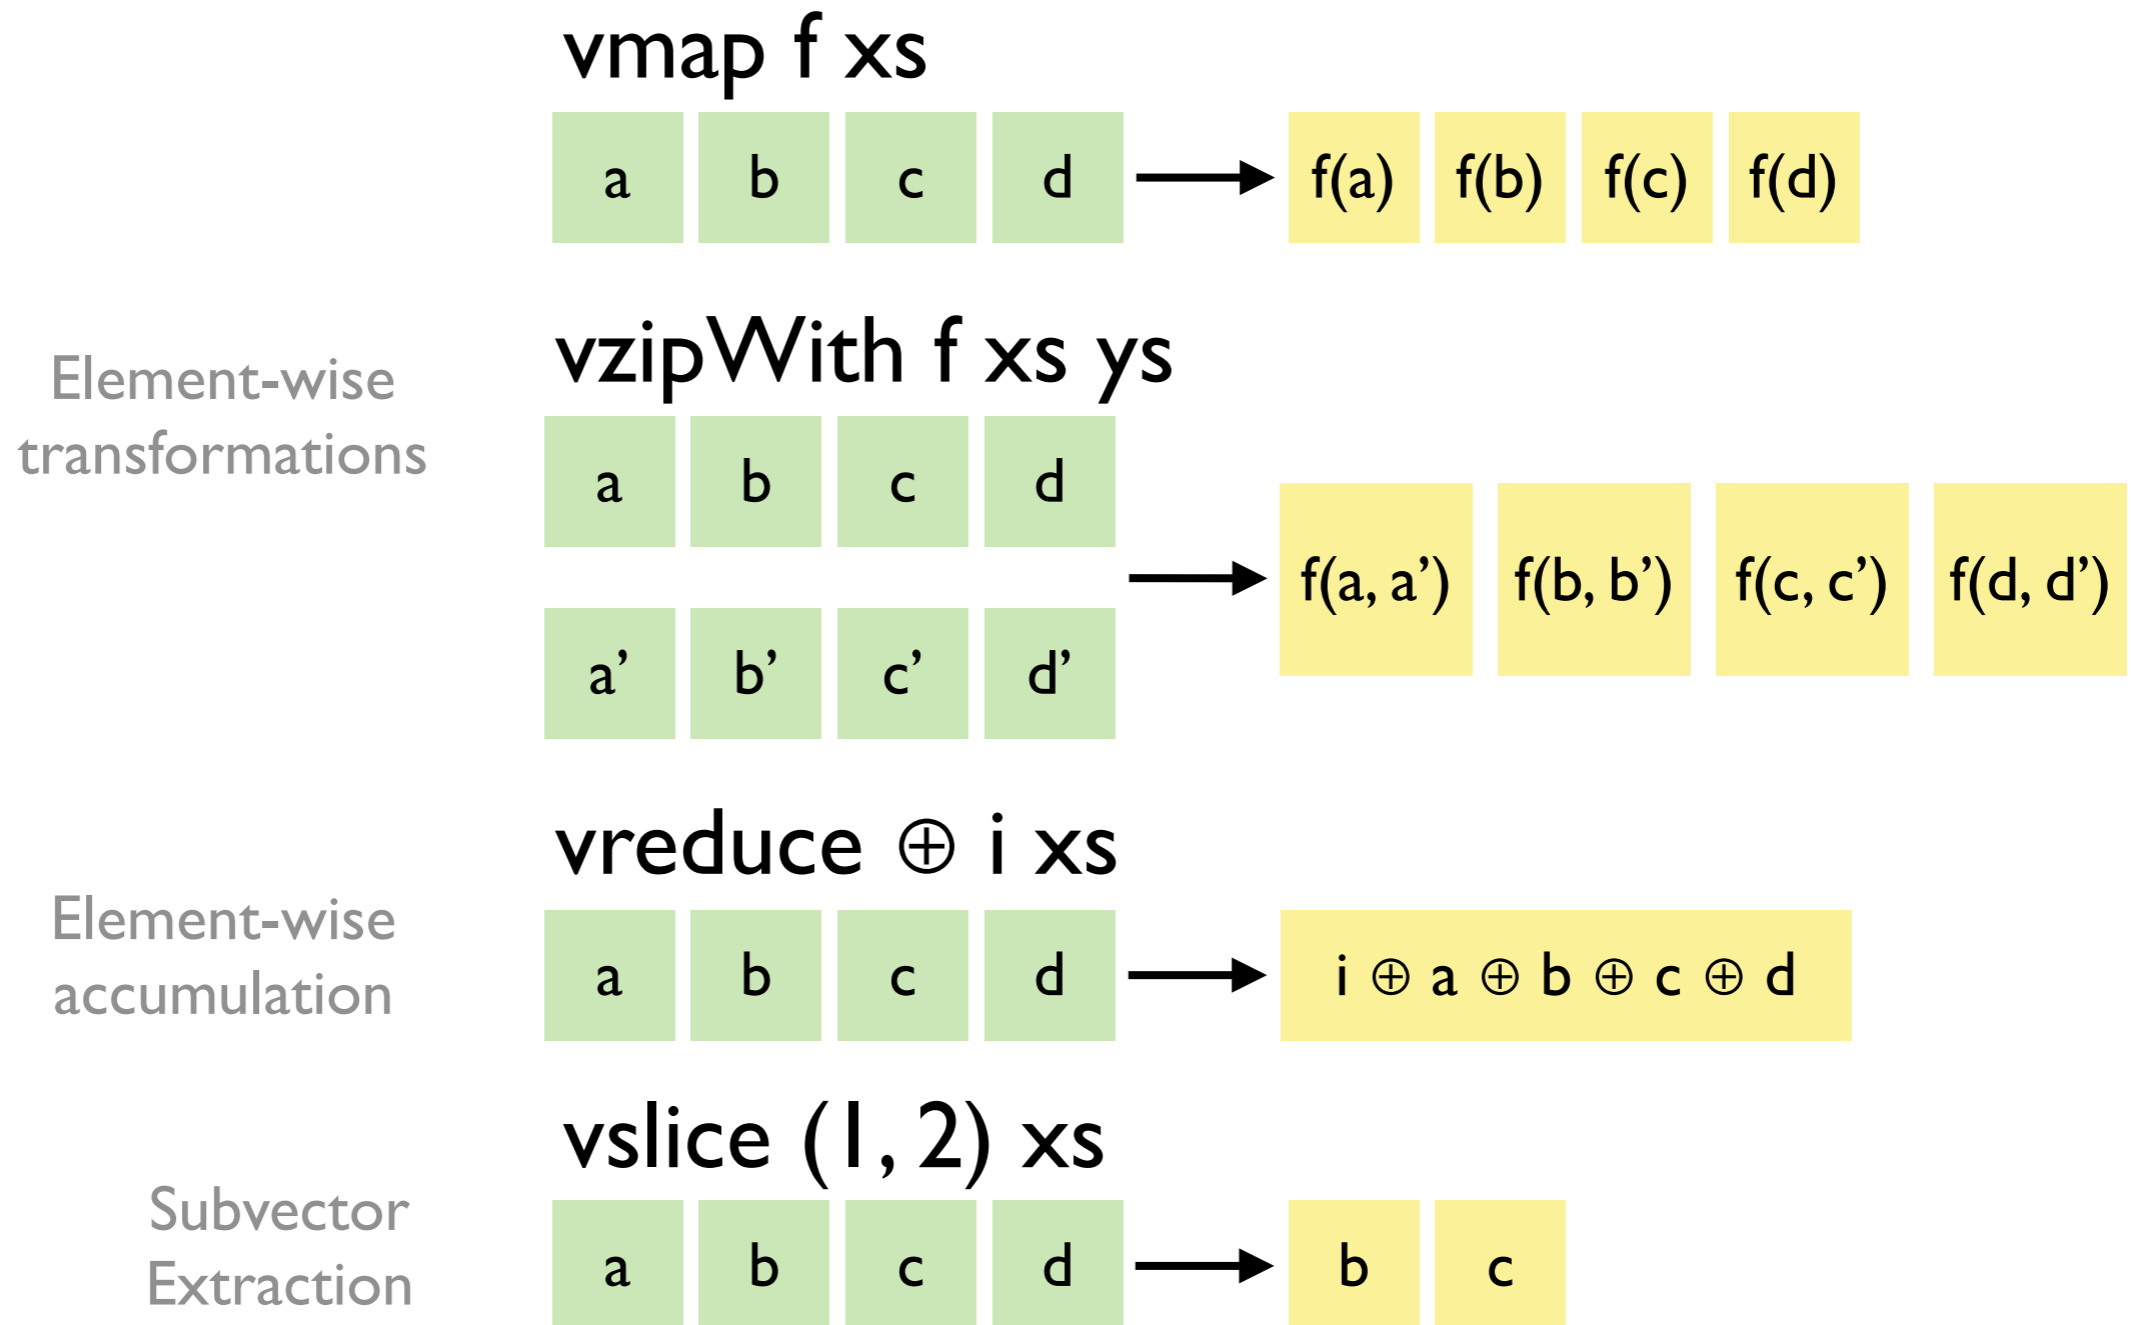 vmap f xs
a b c d f(a) f(b) f(c) f(d)
Element-wise
transformations
vzipWith f xs ys
a b c d
f(a, a’) f(b, b’) f(c, c’) f(d, d’)
a’ b’ c’ d’
Element-wise
accumulation
vreduce ⊕ i xs
a b c d i ⊕ a ⊕ b ⊕ c ⊕ d
Subvector
Extraction
vslice (1, 2) xs
a b c d b c